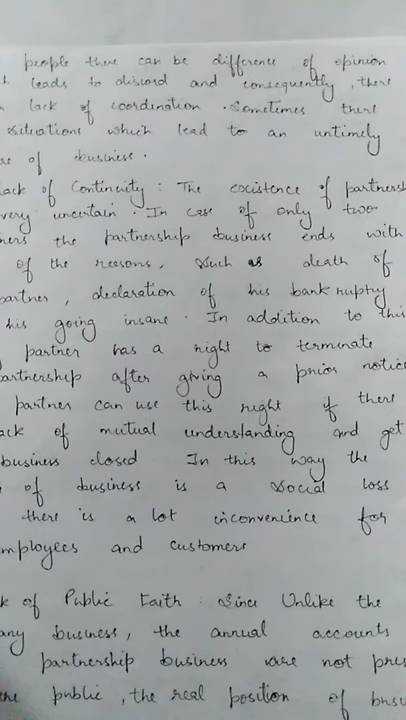 people there can be difference of opinion
leads to discord and consequently, there
lack of coordination. Sometimes there
situations which lead to an untimely
of business.
Lack of Continuity: The existence of partnersh
very uncertain. In case of only two
ners the partnership business ends with
of the reasons, such as death of
partner, declaration of his bankruptcy
his going insane. In addition to this
partner has a right to terminate
partnership after giving a prior notice
partner can use this right if there
ack of mutual understanding and get
business closed In this way the
of business is a social loss
there is a lot inconvenience for
mployees and customers
k of Public Faith. Since Unlike the
any business, the annual accounts
partnership business are not pres
the public, the real position of busi